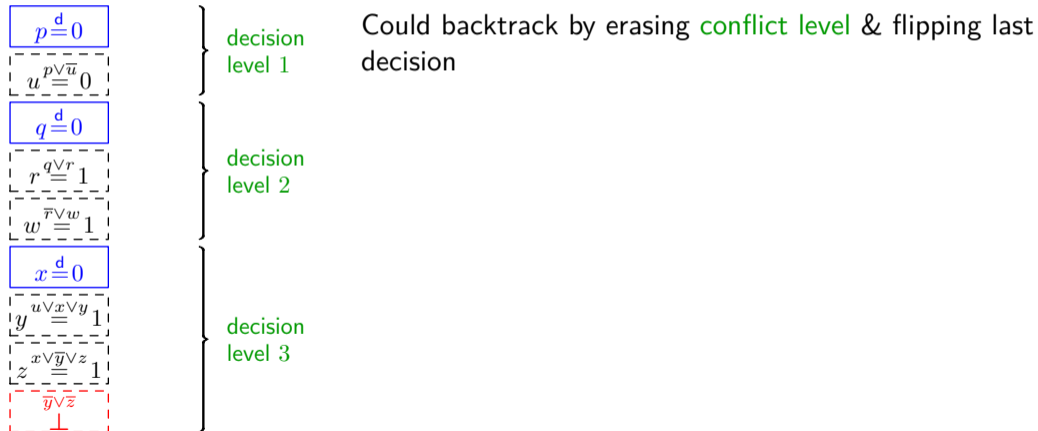 p d= 0
u p∨u̅= 0
decision
level 1
q d= 0
r q∨r= 1
w r̅∨w= 1
decision
level 2
x d= 0
y u∨x∨y= 1
z x∨y̅∨z= 1
y̅∨z̅
⊥
decision
level 3
Could backtrack by erasing conflict level & flipping last
decision